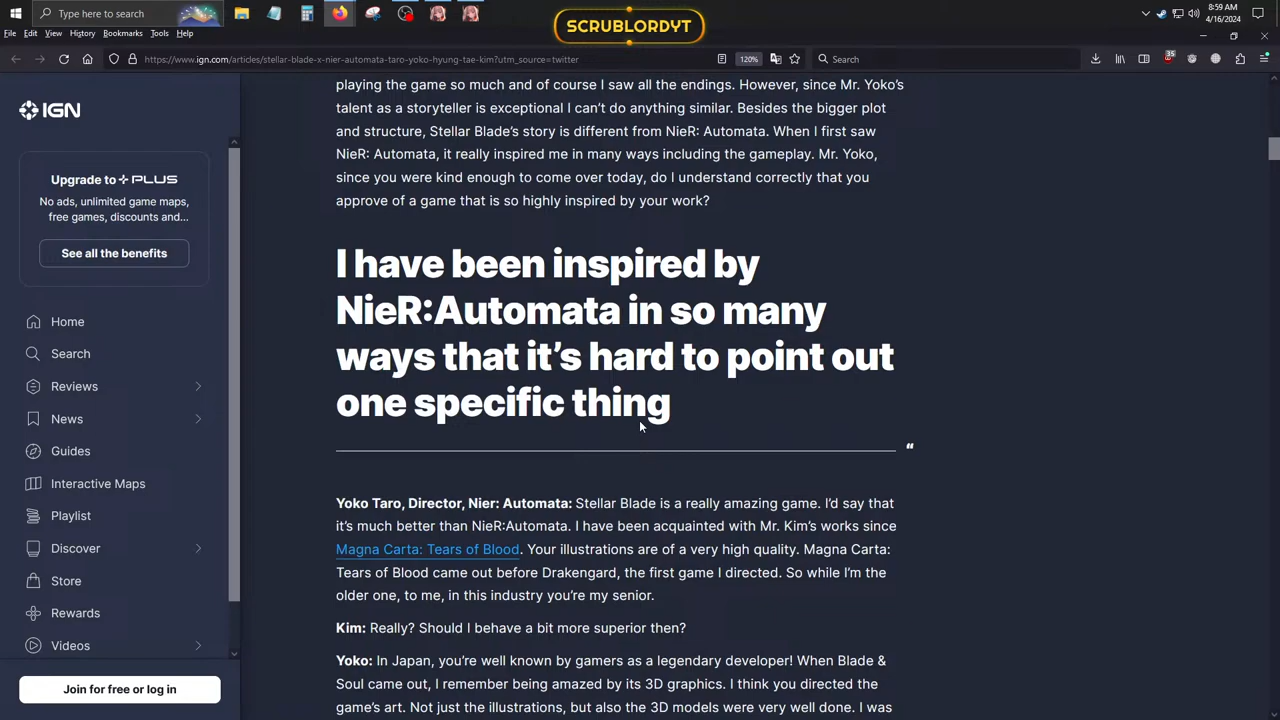 Type here to search
SCRUBLORDYT
8:59 AM
4/16/2024
File Edit View History Bookmarks Tools Help
https://www.ign.com/articles/stellar-blade-x-nier-automata-taro-yoko-hyung-tae-kim?utm_source=twitter
120%
Search
35
IGN
Upgrade to PLUS
No ads, unlimited game maps,
free games, discounts and...
See all the benefits
Home
Search
Reviews
News
Guides
Interactive Maps
Playlist
Discover
Store
Rewards
Videos
Join for free or log in
playing the game so much and of course I saw all the endings. However, since Mr. Yoko's
talent as a storyteller is exceptional I can't do anything similar. Besides the bigger plot
and structure, Stellar Blade's story is different from NieR: Automata. When I first saw
NieR: Automata, it really inspired me in many ways including the gameplay. Mr. Yoko,
since you were kind enough to come over today, do I understand correctly that you
approve of a game that is so highly inspired by your work?
I have been inspired by
NieR:Automata in so many
ways that it's hard to point out
one specific thing
“
Yoko Taro, Director, Nier: Automata: Stellar Blade is a really amazing game. I'd say that
it's much better than NieR:Automata. I have been acquainted with Mr. Kim's works since
Magna Carta: Tears of Blood. Your illustrations are of a very high quality. Magna Carta:
Tears of Blood came out before Drakengard, the first game I directed. So while I'm the
older one, to me, in this industry you're my senior.
Kim: Really? Should I behave a bit more superior then?
Yoko: In Japan, you're well known by gamers as a legendary developer! When Blade &
Soul came out, I remember being amazed by its 3D graphics. I think you directed the
game's art. Not just the illustrations, but also the 3D models were very well done. I was